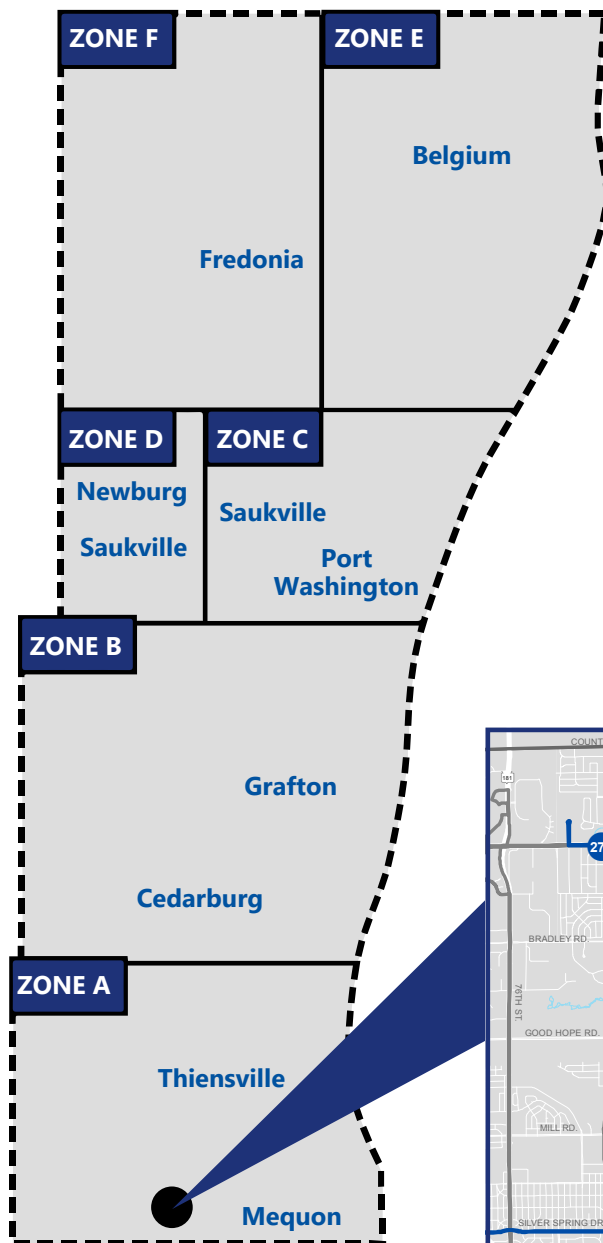 ZONE F
ZONE E
Belgium
Fredonia
ZONE D
ZONE C
Newburg
Saukville
Saukville
Port
Washington
ZONE B
Grafton
Cedarburg
ZONE A
Thiensville
Mequon
COUNT
181
27
BRADLEY RD.
76TH ST.
GOOD HOPE RD.
MILL RD.
SILVER SPRING DR